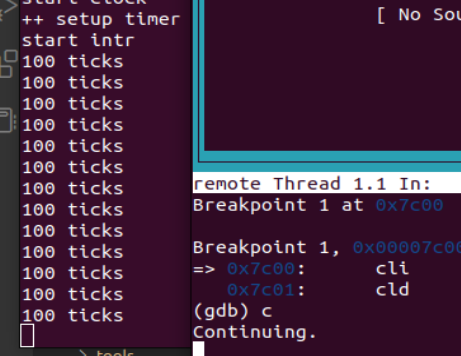 start clock
++ setup timer
start intr
100 ticks
100 ticks
100 ticks
100 ticks
100 ticks
100 ticks
100 ticks
100 ticks
100 ticks
100 ticks
100 ticks
100 ticks
100 ticks
tools
[ No Sou
remote Thread 1.1 In:
Breakpoint 1 at 0x7c00
Breakpoint 1, 0x00007c00
=> 0x7c00: cli
0x7c01: cld
(gdb) c
Continuing.